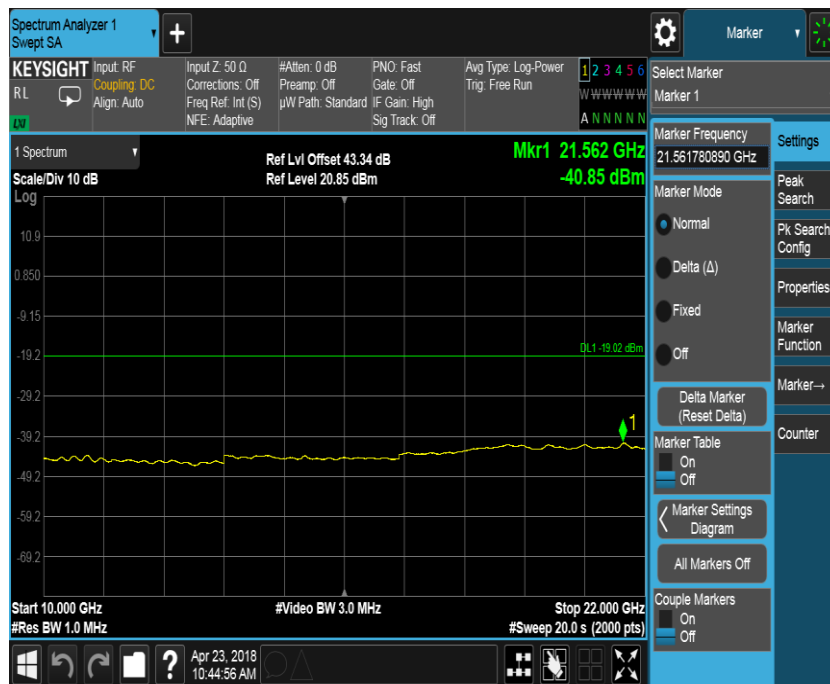 Spectrum Analyzer 1
Swept SA
+
Marker
KEYSIGHT
RL
LXI
Input: RF
Coupling: DC
Align: Auto
Input Z: 50 Ω
Corrections: Off
Freq Ref: Int (S)
NFE: Adaptive
#Atten: 0 dB
Preamp: Off
µW Path: Standard
PNO: Fast
Gate: Off
IF Gain: High
Sig Track: Off
Avg Type: Log-Power
Trig: Free Run
1 2 3 4 5 6
W W W W W W
A N N N N N
Select Marker
Marker 1
1 Spectrum
Scale/Div 10 dB
Log
Ref Lvl Offset 43.34 dB
Ref Level 20.85 dBm
Mkr1 21.562 GHz
-40.85 dBm
10.9
0.850
-9.15
-19.2
-29.2
-39.2
-49.2
-59.2
-69.2
DL1 -19.02 dBm
1
Start 10.000 GHz
#Res BW 1.0 MHz
#Video BW 3.0 MHz
Stop 22.000 GHz
#Sweep 20.0 s (2000 pts)
Marker Frequency
21.561780890 GHz
Marker Mode
Normal
Delta (Δ)
Fixed
Off
Delta Marker
(Reset Delta)
Marker Table
On
Off
Marker Settings
Diagram
All Markers Off
Couple Markers
On
Off
Settings
Peak
Search
Pk Search
Config
Properties
Marker
Function
Marker→
Counter
?
Apr 23, 2018
10:44:56 AM